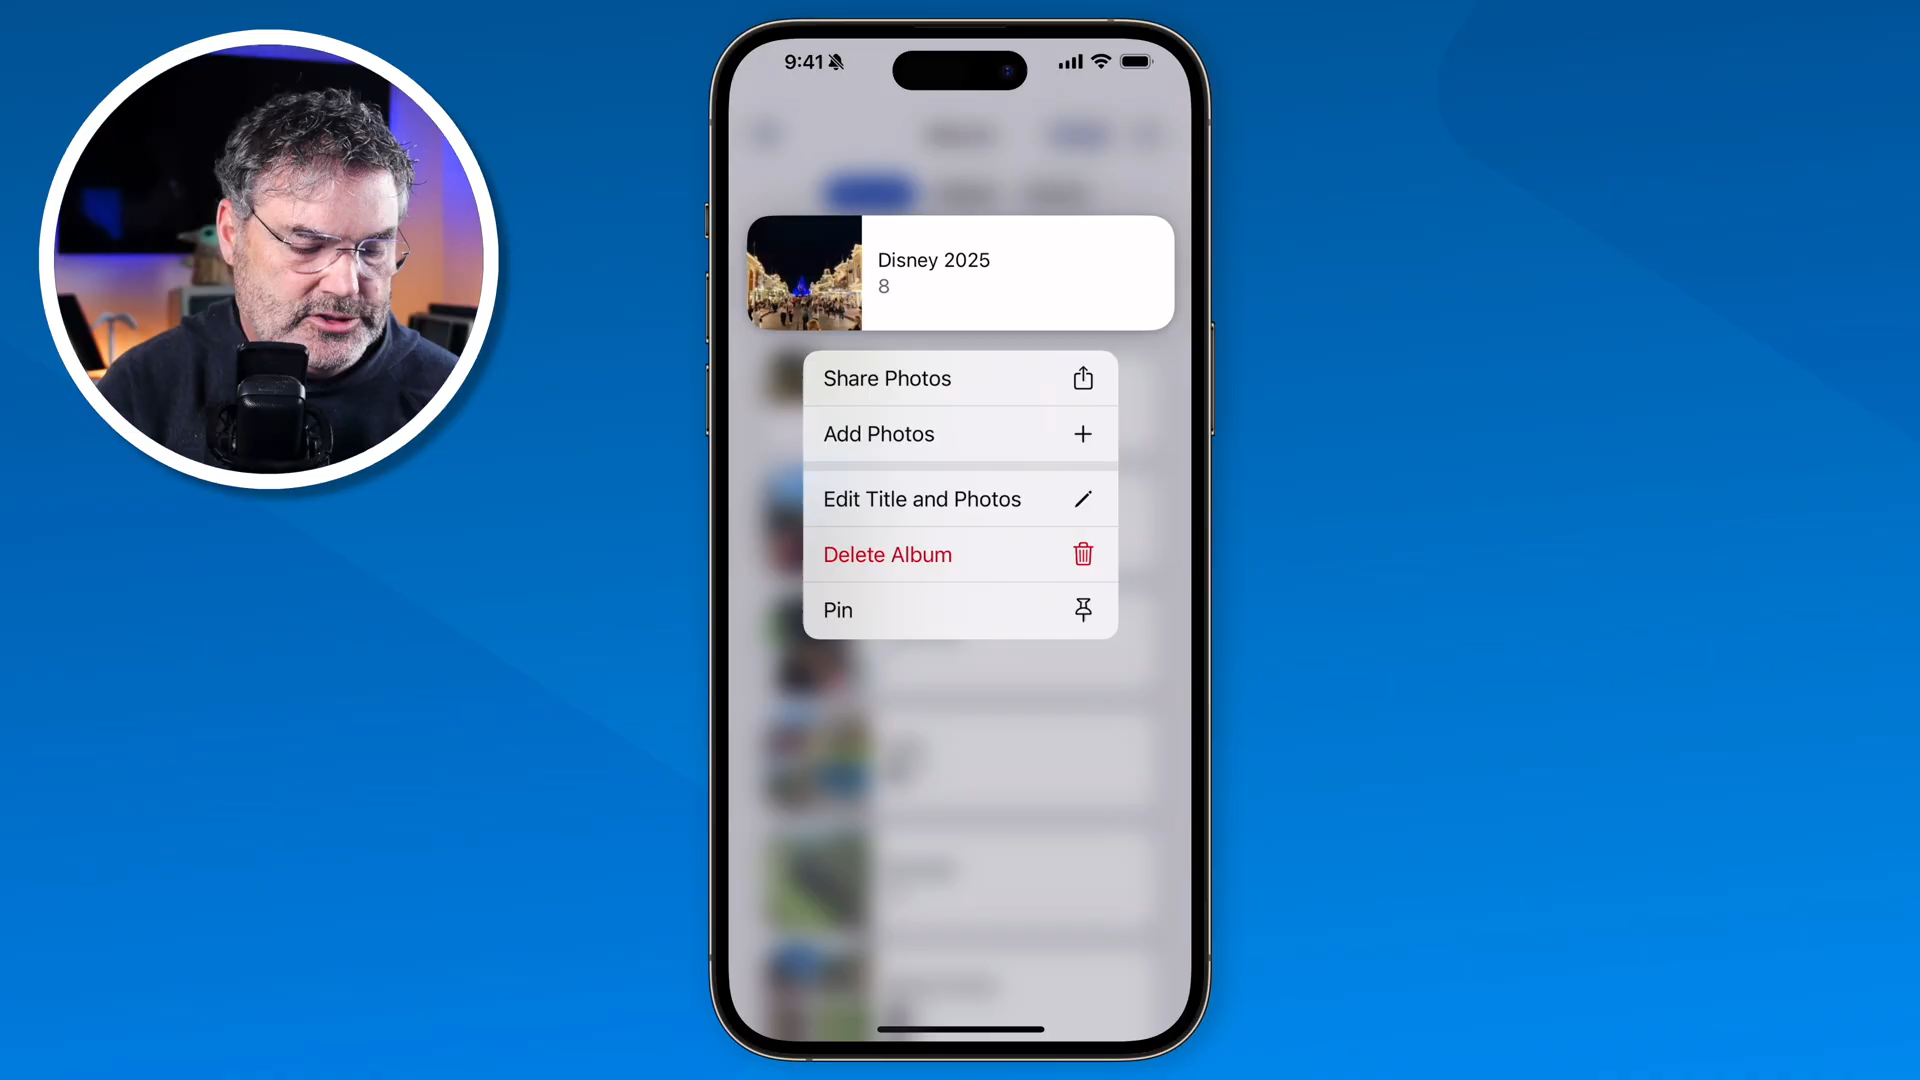 9:41
Disney 2025
8
Share Photos
Add Photos
Edit Title and Photos
Delete Album
Pin